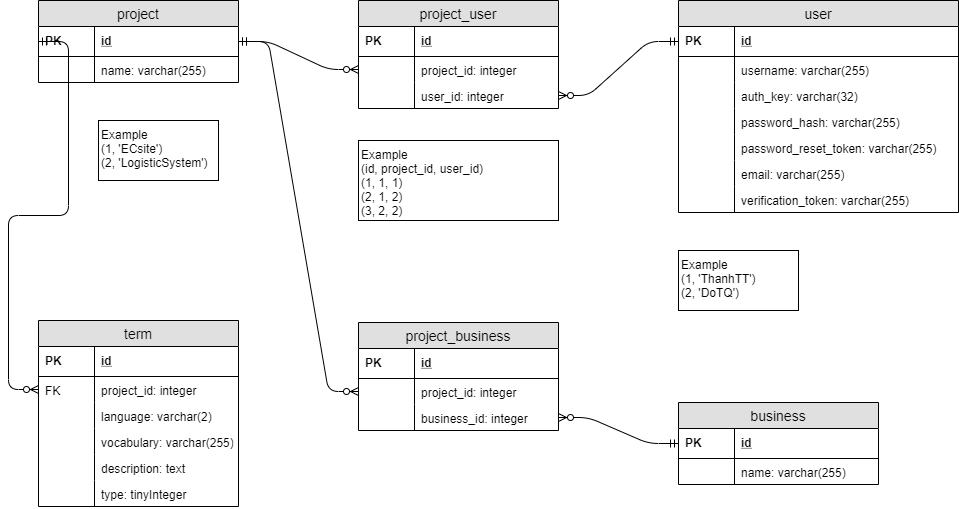 project
PK id
name: varchar(255)
Example
(1, 'ECsite')
(2, 'LogisticSystem')
project_user
PK id
project_id: integer
user_id: integer
Example
(id, project_id, user_id)
(1, 1, 1)
(2, 1, 2)
(3, 2, 2)
user
PK id
username: varchar(255)
auth_key: varchar(32)
password_hash: varchar(255)
password_reset_token: varchar(255)
email: varchar(255)
verification_token: varchar(255)
Example
(1, 'ThanhTT')
(2, 'DoTQ')
term
PK id
FK project_id: integer
language: varchar(2)
vocabulary: varchar(255)
description: text
type: tinyInteger
project_business
PK id
project_id: integer
business_id: integer
business
PK id
name: varchar(255)